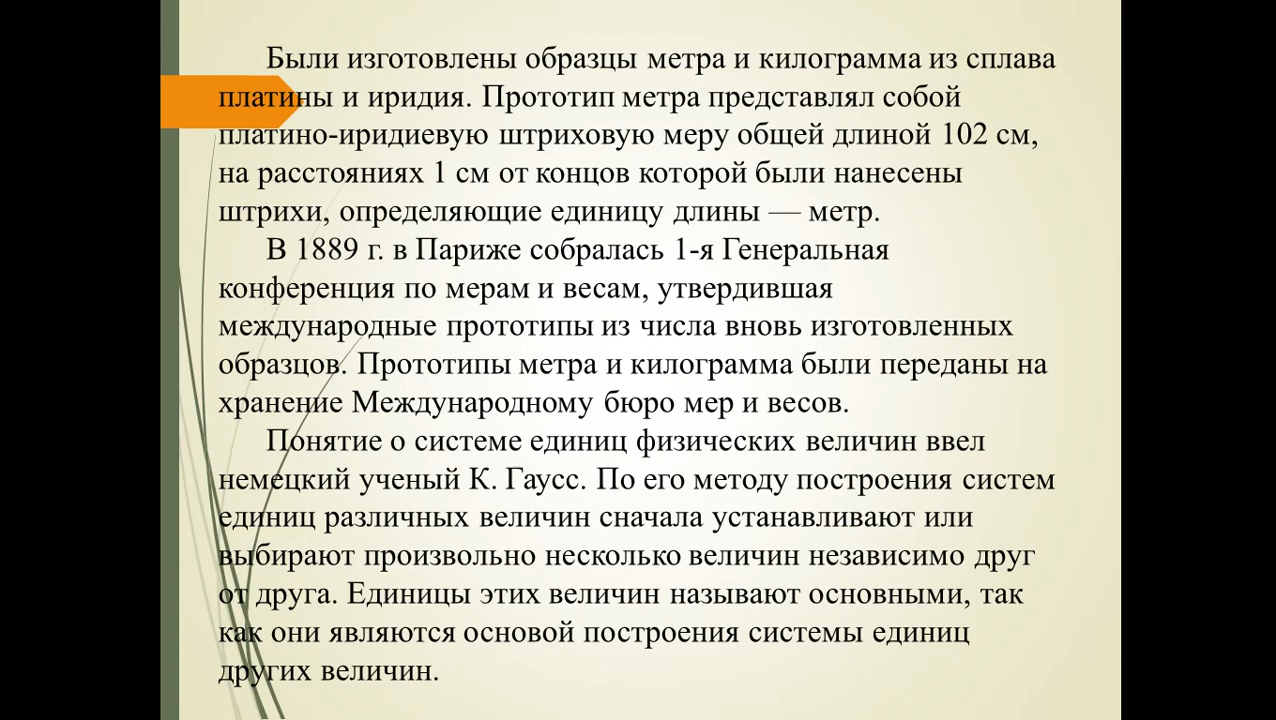 Были изготовлены образцы метра и килограмма из сплава
платины и иридия. Прототип метра представлял собой
платино-иридиевую штриховую меру общей длиной 102 см,
на расстояниях 1 см от концов которой были нанесены
штрихи, определяющие единицу длины — метр.
В 1889 г. в Париже собралась 1-я Генеральная
конференция по мерам и весам, утвердившая
международные прототипы из числа вновь изготовленных
образцов. Прототипы метра и килограмма были переданы на
хранение Международному бюро мер и весов.
Понятие о системе единиц физических величин ввел
немецкий ученый К. Гаусс. По его методу построения систем
единиц различных величин сначала устанавливают или
выбирают произвольно несколько величин независимо друг
от друга. Единицы этих величин называют основными, так
как они являются основой построения системы единиц
других величин.